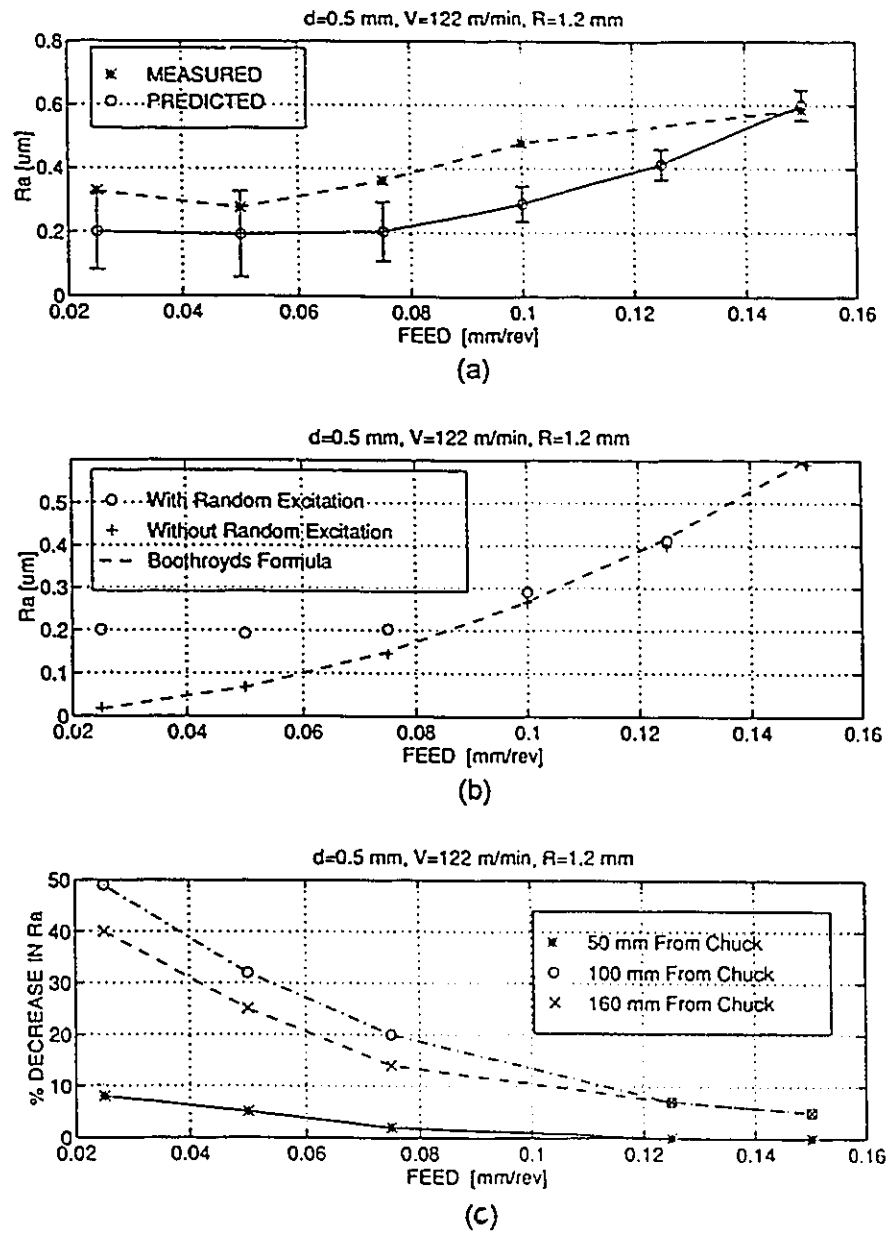 d=0.5 mm, V=122 m/min, R=1.2 mm
0.8
0.6
0.4
0.2
0
Ra [um]
MEASURED
PREDICTED
0.02 0.04 0.06 0.08 0.1 0.12 0.14 0.16
FEED [mm/rev]
(a)
d=0.5 mm, V=122 m/min, R=1.2 mm
0.5
0.4
0.3
0.2
0.1
0
Ra [um]
With Random Excitation
Without Random Excitation
Boothroyds Formula
0.02 0.04 0.06 0.08 0.1 0.12 0.14 0.16
FEED [mm/rev]
(b)
d=0.5 mm, V=122 m/min, R=1.2 mm
50
40
30
20
10
0
% DECREASE IN Ra
50 mm From Chuck
100 mm From Chuck
160 mm From Chuck
0.02 0.04 0.06 0.08 0.1 0.12 0.14 0.16
FEED [mm/rev]
(c)